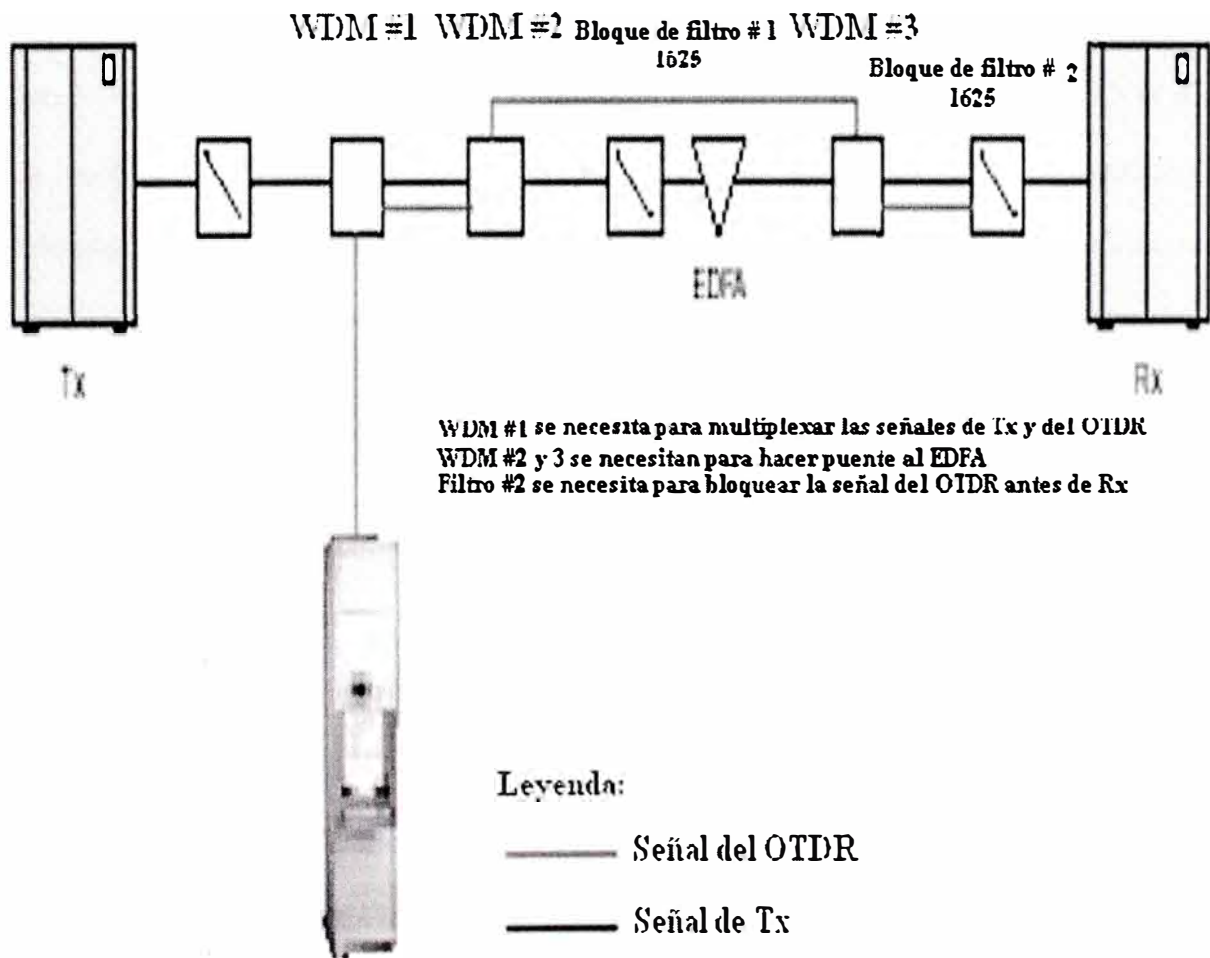 WDM #1 WDM #2 Bloque de filtro # 1 WDM #3
1625
Bloque de filtro # 2
1625
EDFA
Tx
Rx
WDM #1 se necesita para multiplexar las señales de Tx y del OTDR
WDM #2 y 3 se necesitan para hacer puente al EDFA
Filtro #2 se necesita para bloquear la señal del OTDR antes de Rx
Leyenda:
Señal del OTDR
Señal de Tx